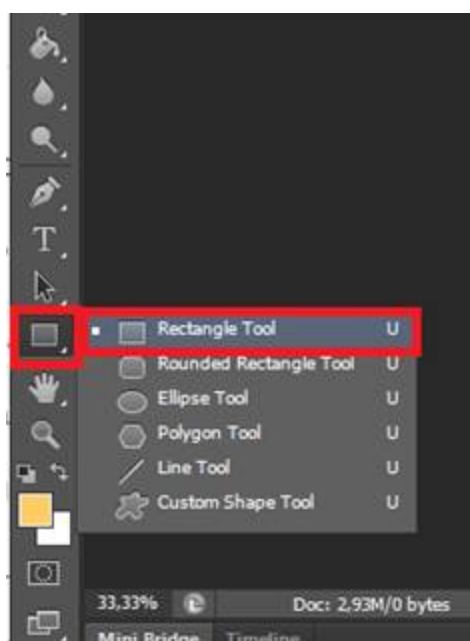 T
Rectangle Tool U
Rounded Rectangle Tool U
Ellipse Tool U
Polygon Tool U
Line Tool U
Custom Shape Tool U
33,33% Doc: 2,93M/0 bytes
Mini Bridge Timeline